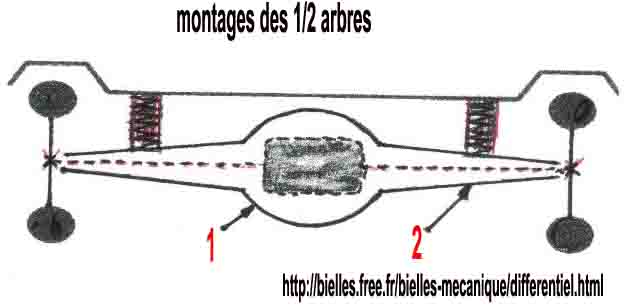 montages des 1/2 arbres
1
2
http://bielles.free.fr/bielles-mecanique/differentiel.html